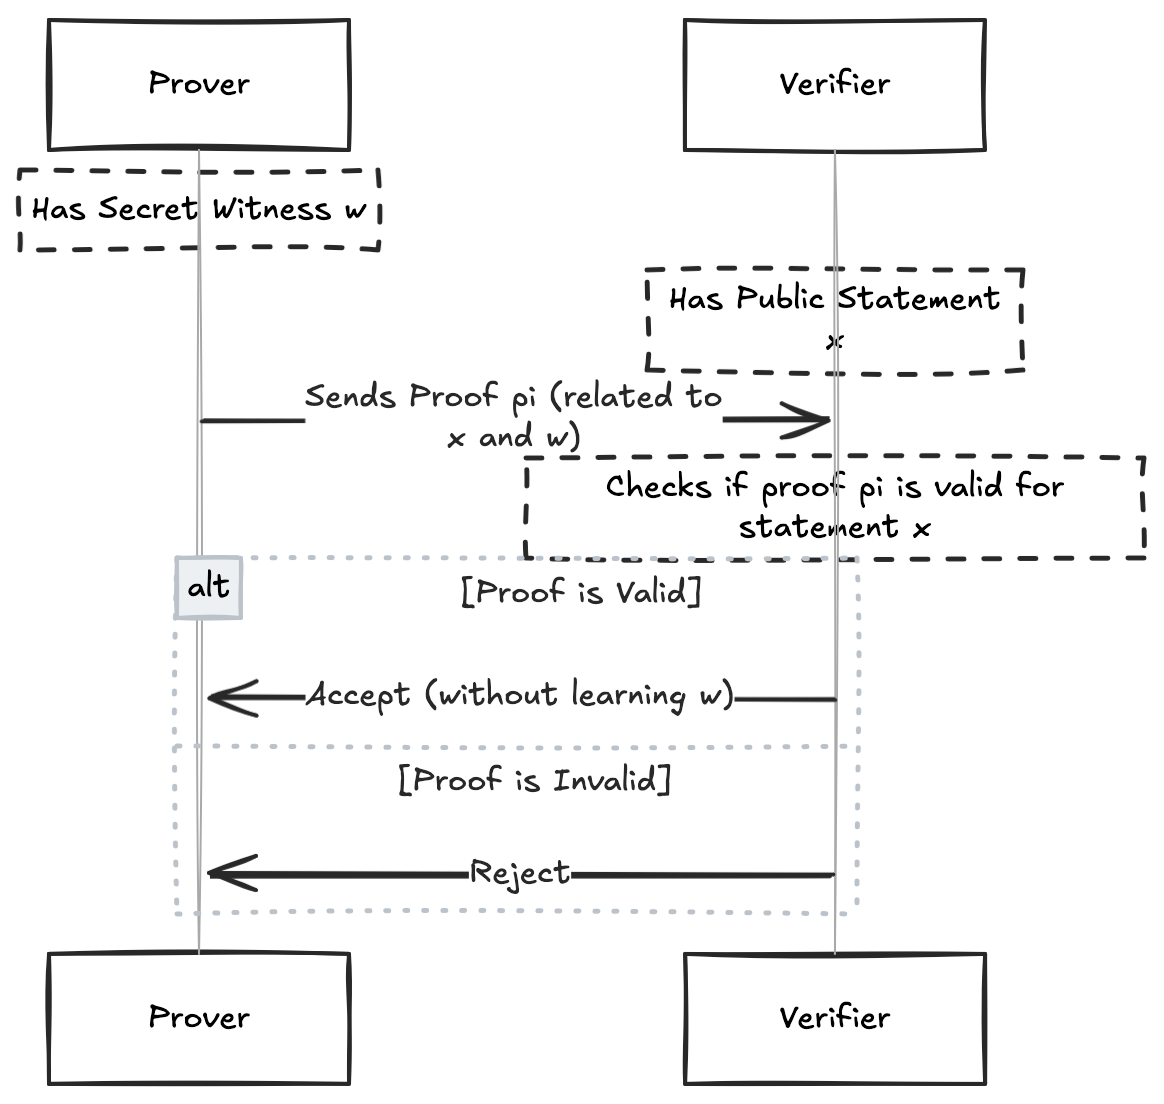 Prover
Verifier
Has Secret Witness w
Has Public Statement
x
Sends Proof pi (related to
x and w)
Checks if proof pi is valid for
statement x
alt
[Proof is Valid]
Accept (without learning w)
[Proof is Invalid]
Reject
Prover
Verifier